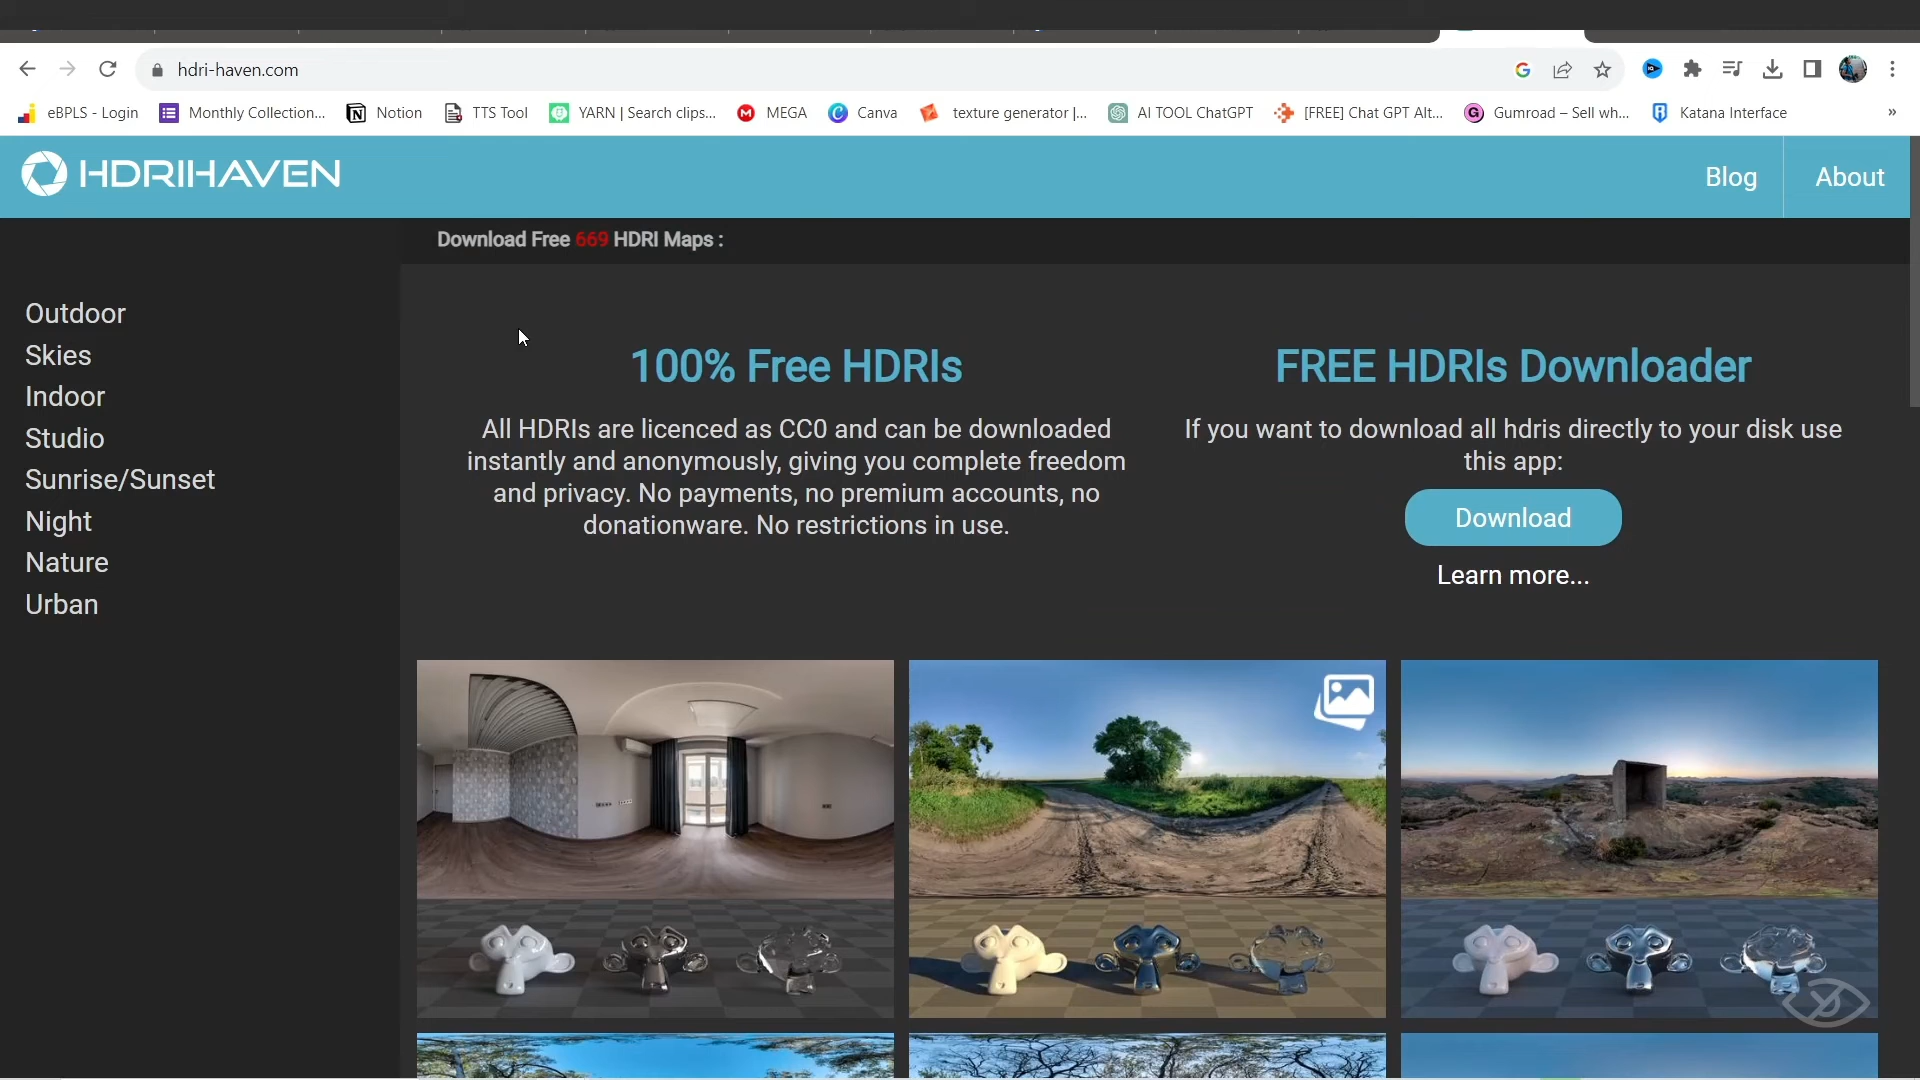 hdri-haven.com
eBPLS - Login Monthly Collection... Notion TTS Tool YARN | Search clips... MEGA Canva texture generator |... AI TOOL ChatGPT [FREE] Chat GPT Alt... Gumroad – Sell wh... Katana Interface »
HDRIHAVEN Blog About
Download Free 669 HDRI Maps :
Outdoor
Skies
Indoor
Studio
Sunrise/Sunset
Night
Nature
Urban
100% Free HDRIs
All HDRIs are licenced as CC0 and can be downloaded
instantly and anonymously, giving you complete freedom
and privacy. No payments, no premium accounts, no
donationware. No restrictions in use.
FREE HDRIs Downloader
If you want to download all hdris directly to your disk use
this app:
Download
Learn more...